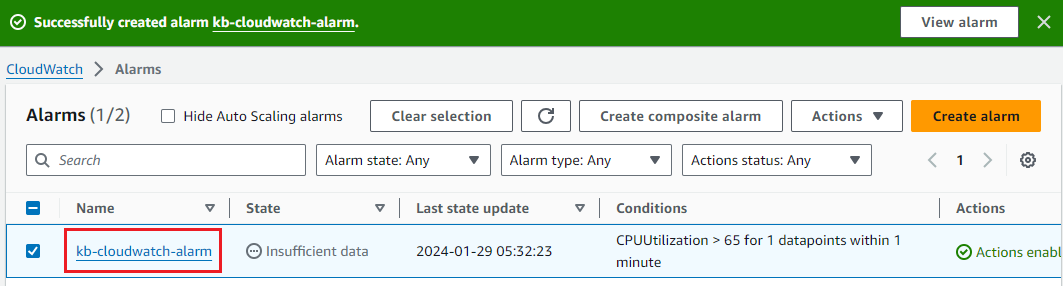 Successfully created alarm kb-cloudwatch-alarm.
View alarm
CloudWatch
Alarms
Alarms (1/2)
Hide Auto Scaling alarms
Clear selection
Create composite alarm
Actions
Create alarm
Search
Alarm state: Any
Alarm type: Any
Actions status: Any
1
Name
State
Last state update
Conditions
Actions
kb-cloudwatch-alarm
Insufficient data
2024-01-29 05:32:23
CPUUtilization > 65 for 1 datapoints within 1
minute
Actions enabl